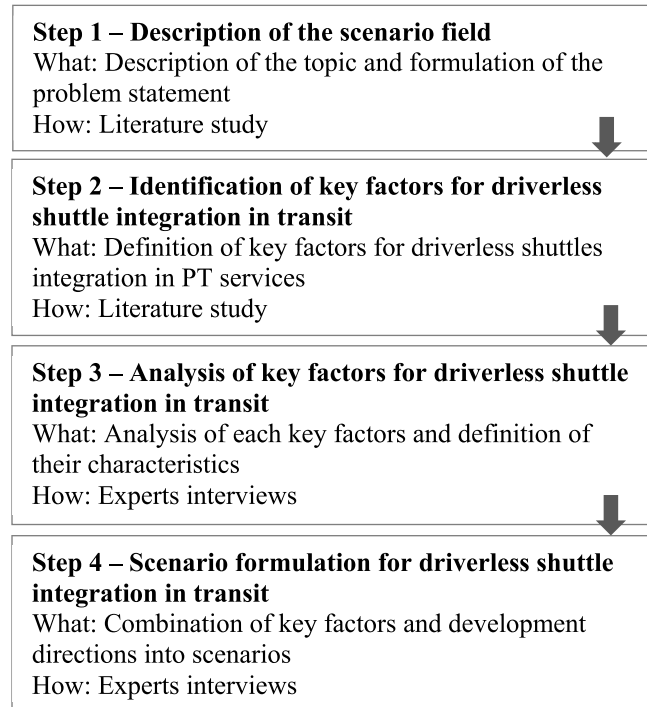 Step 1 – Description of the scenario field
What: Description of the topic and formulation of the
problem statement
How: Literature study
Step 2 – Identification of key factors for driverless
shuttle integration in transit
What: Definition of key factors for driverless shuttles
integration in PT services
How: Literature study
Step 3 – Analysis of key factors for driverless shuttle
integration in transit
What: Analysis of each key factors and definition of
their characteristics
How: Experts interviews
Step 4 – Scenario formulation for driverless shuttle
integration in transit
What: Combination of key factors and development
directions into scenarios
How: Experts interviews